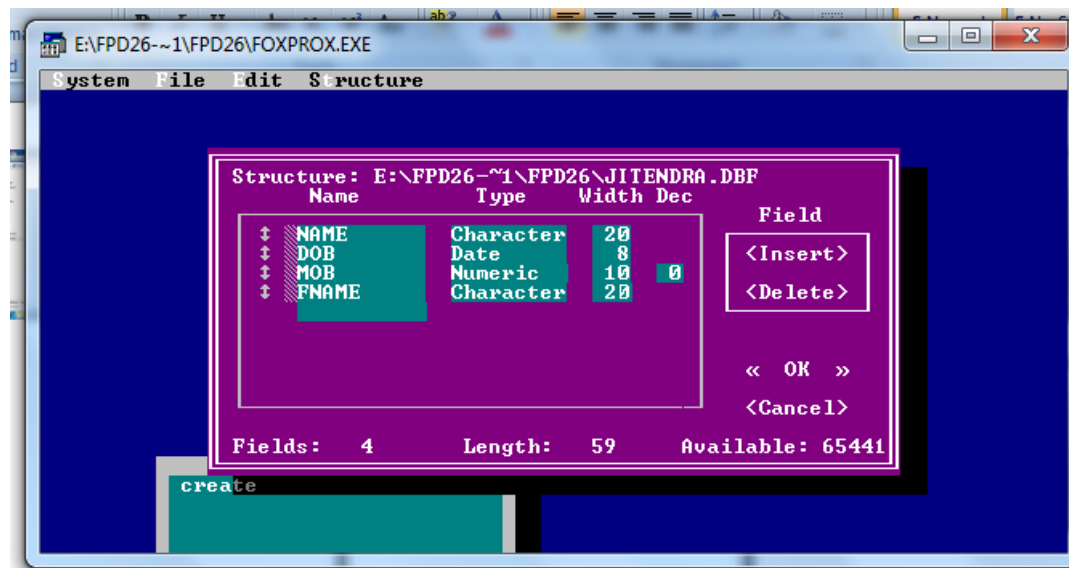 E:\FPD26-~1\FPD26\FOXPROX.EXE
System File Edit Structure
Structure: E:\FPD26-~1\FPD26\JITENDRA.DBF
Name Type Width Dec
Field
NAME Character 20
DOB Date 8
<Insert>
MOB Numeric 10 0
FNAME Character 20
<Delete>
« OK »
<Cancel>
Fields: 4 Length: 59 Available: 65441
create